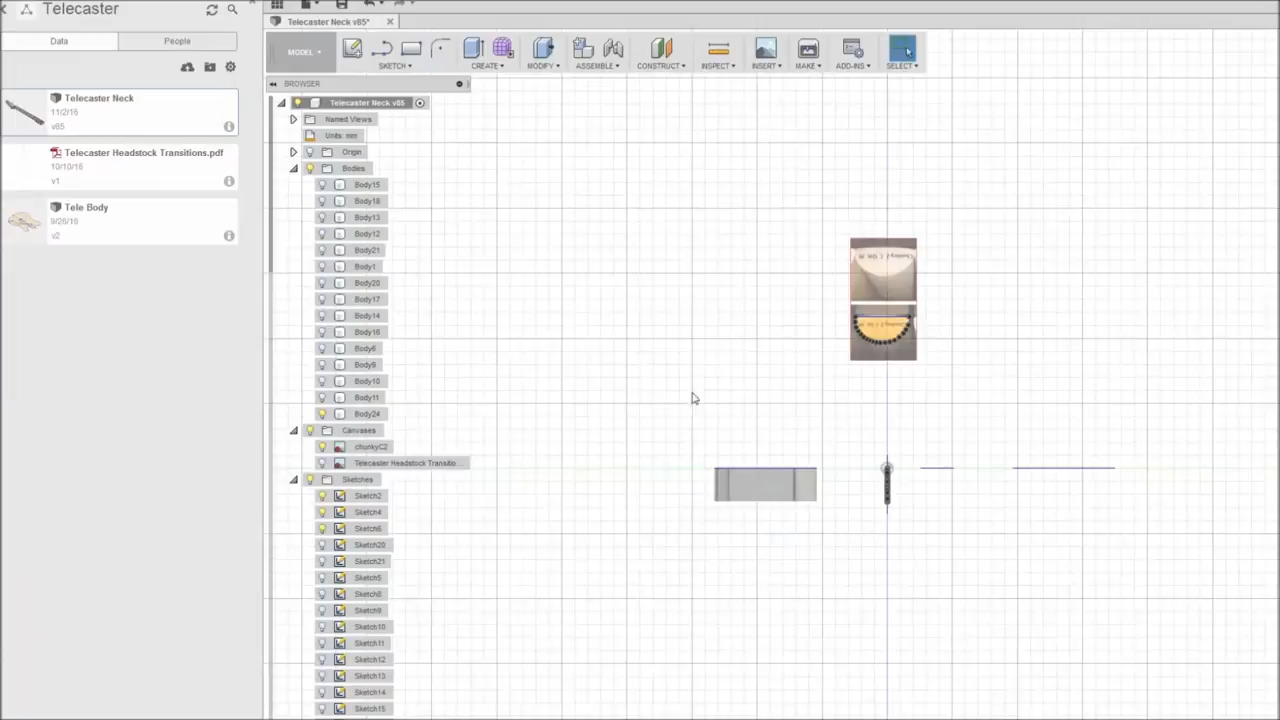 Telecaster
Data
People
Telecaster Neck
11/2/16
v85
Telecaster Headstock Transitions.pdf
10/10/16
v1
Tele Body
9/26/16
v2
Telecaster Neck v85*
MODEL
SKETCH
CREATE
MODIFY
ASSEMBLE
CONSTRUCT
INSPECT
INSERT
MAKE
ADD-INS
SELECT
BROWSER
Telecaster Neck v85
Named Views
Units: mm
Origin
Bodies
Body15
Body18
Body13
Body12
Body21
Body1
Body20
Body17
Body14
Body16
Body6
Body9
Body10
Body11
Body24
Canvases
chunkyC2
Telecaster Headstock Transitio...
Sketches
Sketch2
Sketch4
Sketch6
Sketch20
Sketch21
Sketch5
Sketch8
Sketch9
Sketch10
Sketch11
Sketch12
Sketch13
Sketch14
Sketch15